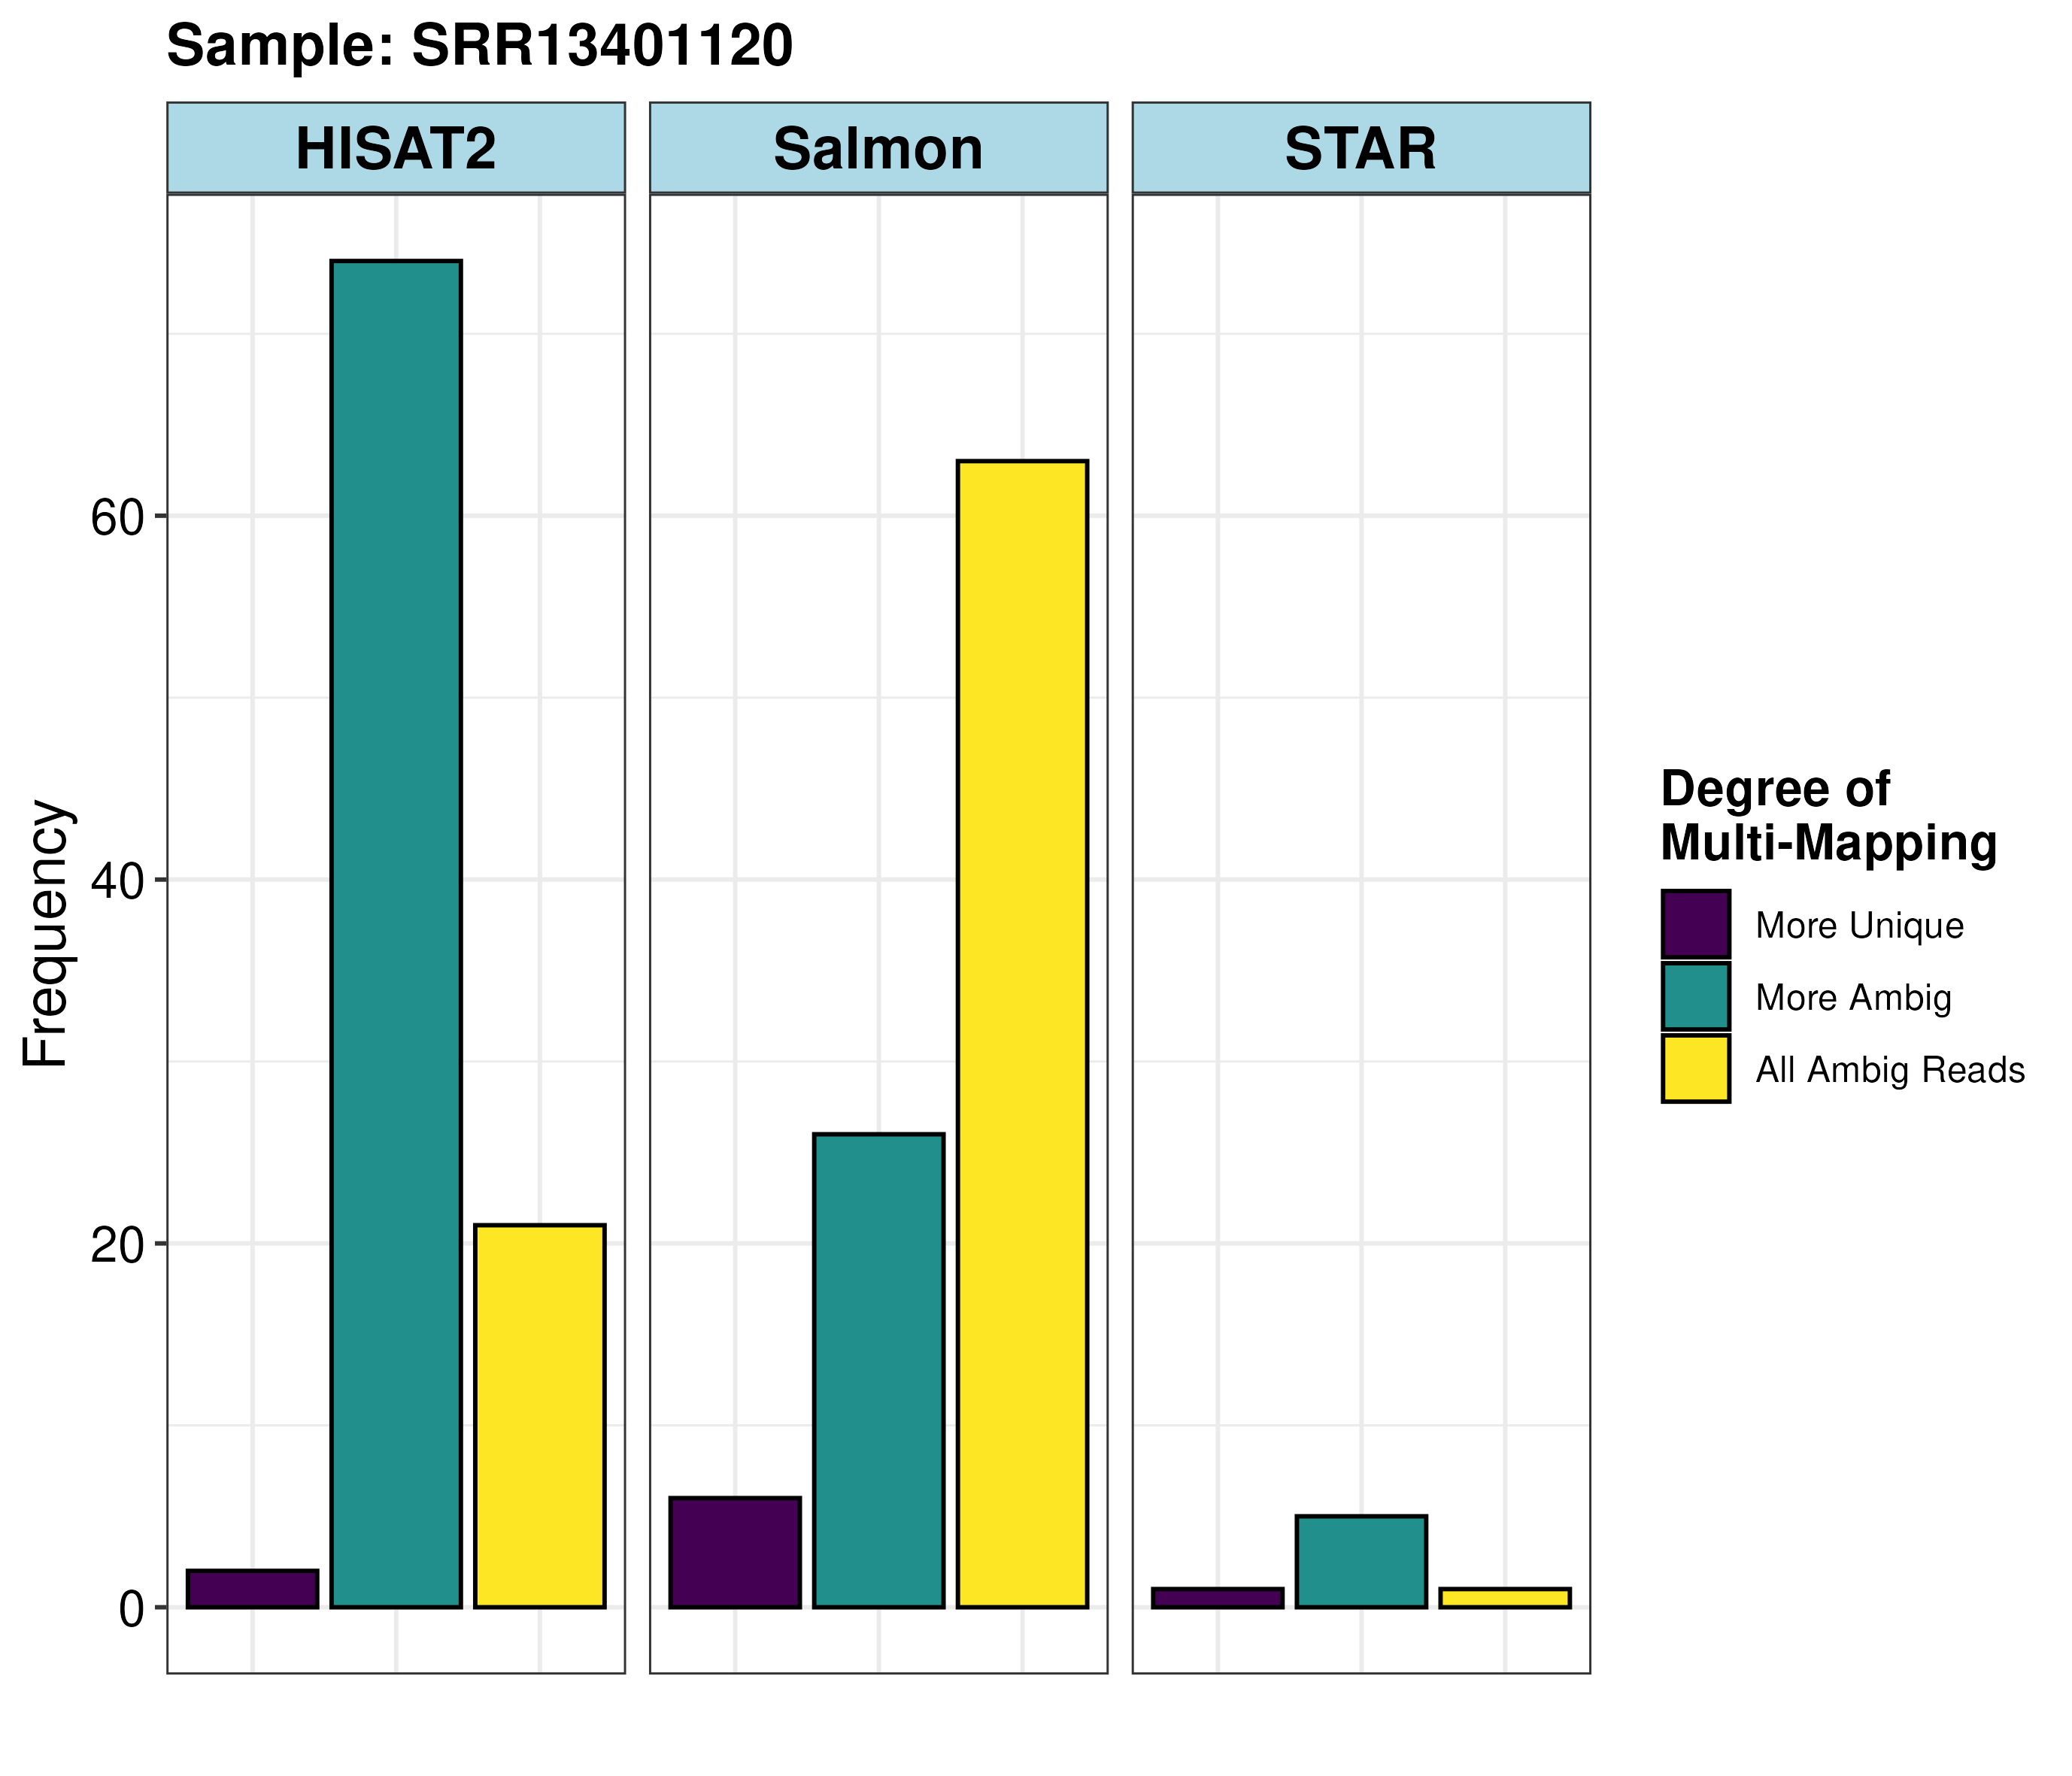 Sample: SRR13401120
HISAT2
Salmon
STAR
Frequency
60
40
20
0
Degree of
Multi-Mapping
More Unique
More Ambig
All Ambig Reads